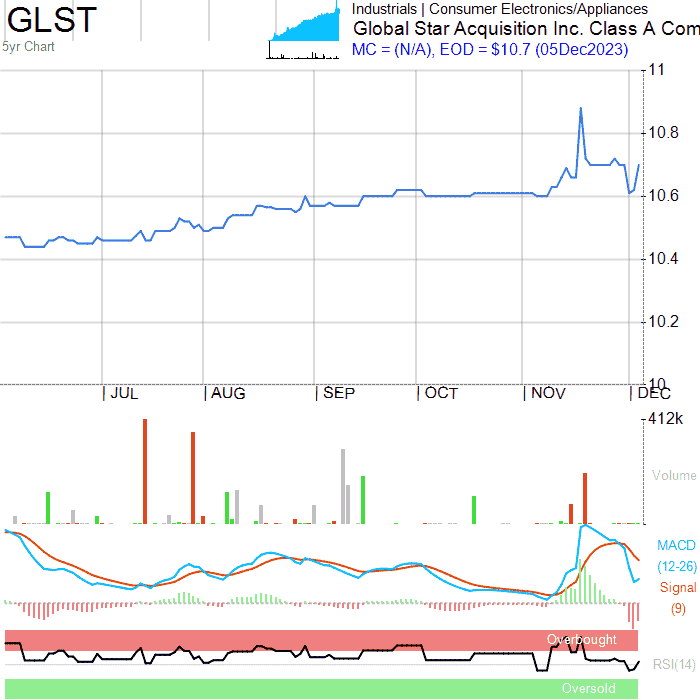 GLST
5yr Chart
Industrials | Consumer Electronics/Appliances
Global Star Acquisition Inc. Class A Com
MC = (N/A), EOD = $10.7 (05Dec2023)
11
10.8
10.6
10.4
10.2
10
JUL AUG SEP OCT NOV DEC
412k
Volume
MACD
(12-26)
Signal
(9)
Overbought
RSI(14)
Oversold